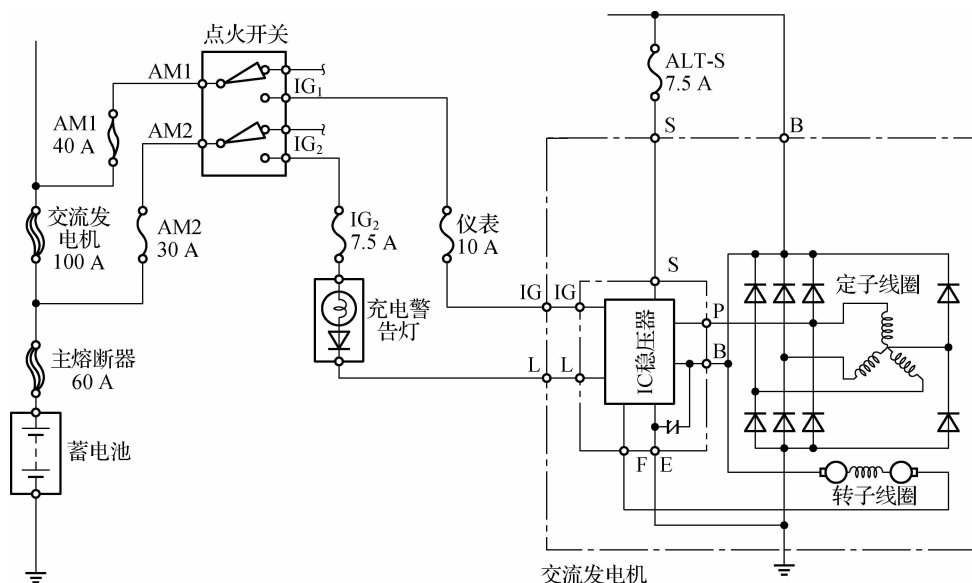 点火开关
AM1
AM1
40 A
AM2
IG₁
IG₂
交流发
电机
100 A
AM2
30 A
主熔断器
60 A
蓄电池
IG₂
7.5 A
充电警
告灯
仪表
10 A
ALT-S
7.5 A
S
B
S
IG
IG
L
L
IC稳压器
P
B
F
E
定子线圈
转子线圈
交流发电机